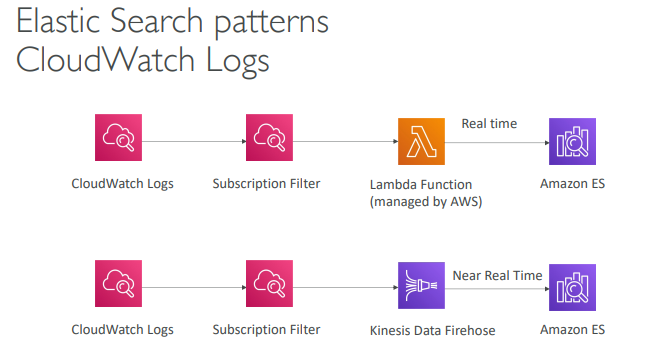 Elastic Search patterns
CloudWatch Logs
Real time
CloudWatch Logs
Subscription Filter
Lambda Function
(managed by AWS)
Amazon ES
Near Real Time
CloudWatch Logs
Subscription Filter
Kinesis Data Firehose
Amazon ES